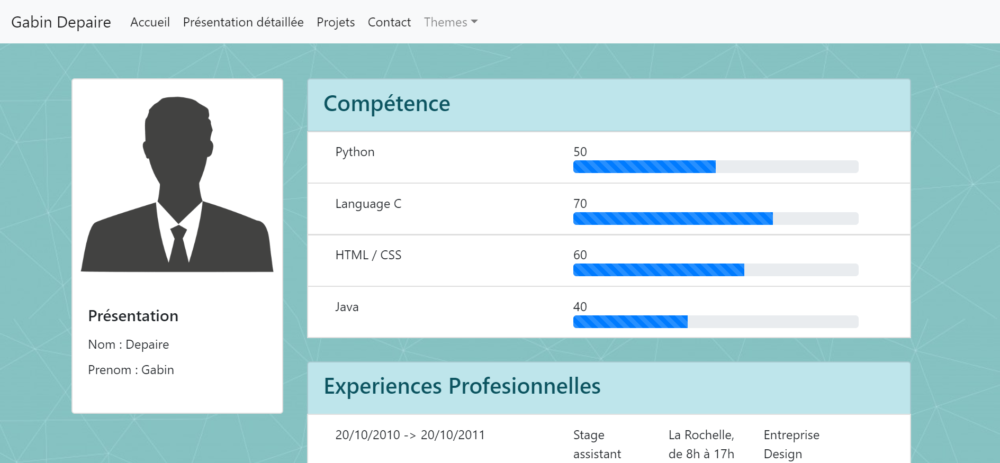 Gabin Depaire Accueil Présentation détaillée Projets Contact Themes
Présentation
Nom : Depaire
Prenom : Gabin
Compétence
Python 50
Language C 70
HTML / CSS 60
Java 40
Experiences Profesionnelles
20/10/2010 -> 20/10/2011 Stage La Rochelle, Entreprise
assistant de 8h à 17h Design